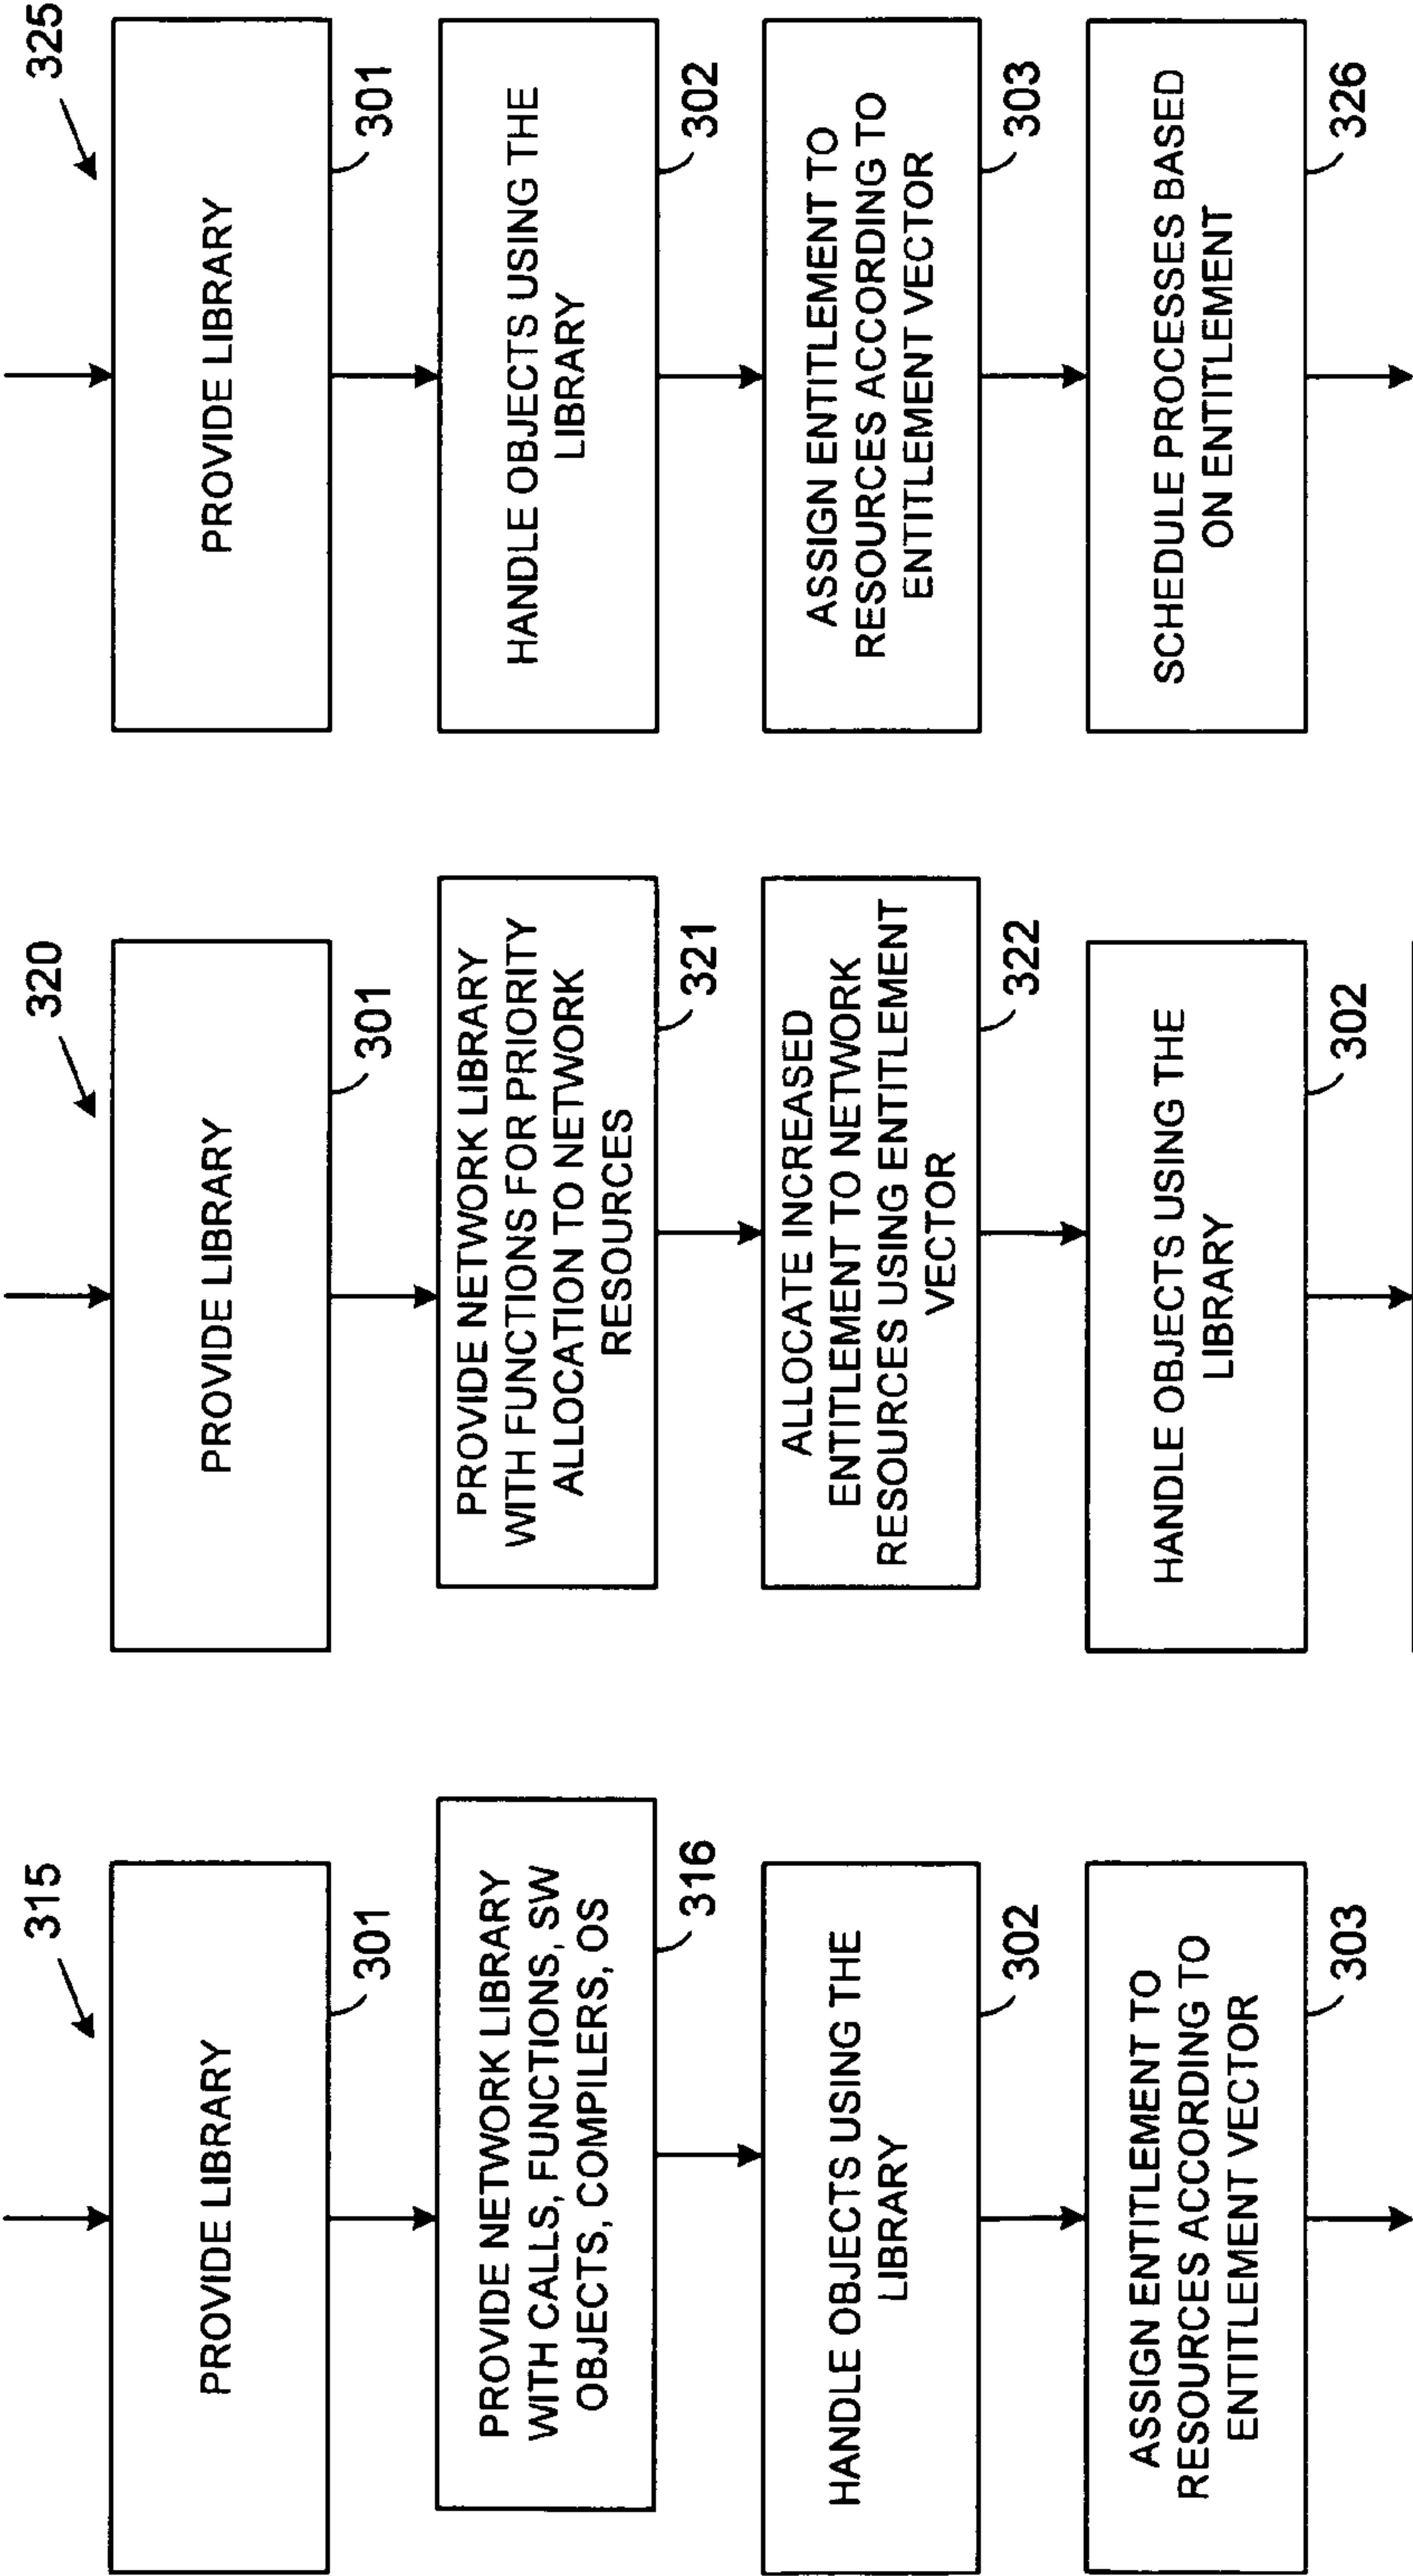 315
PROVIDE LIBRARY
301
PROVIDE NETWORK LIBRARY
WITH CALLS, FUNCTIONS, SW
OBJECTS, COMPILERS, OS
316
HANDLE OBJECTS USING THE
LIBRARY
302
ASSIGN ENTITLEMENT TO
RESOURCES ACCORDING TO
ENTITLEMENT VECTOR
303
320
PROVIDE LIBRARY
301
PROVIDE NETWORK LIBRARY
WITH FUNCTIONS FOR PRIORITY
ALLOCATION TO NETWORK
RESOURCES
321
ALLOCATE INCREASED
ENTITLEMENT TO NETWORK
RESOURCES USING ENTITLEMENT
VECTOR
322
HANDLE OBJECTS USING THE
LIBRARY
302
325
PROVIDE LIBRARY
301
HANDLE OBJECTS USING THE
LIBRARY
302
ASSIGN ENTITLEMENT TO
RESOURCES ACCORDING TO
ENTITLEMENT VECTOR
303
SCHEDULE PROCESSES BASED
ON ENTITLEMENT
326